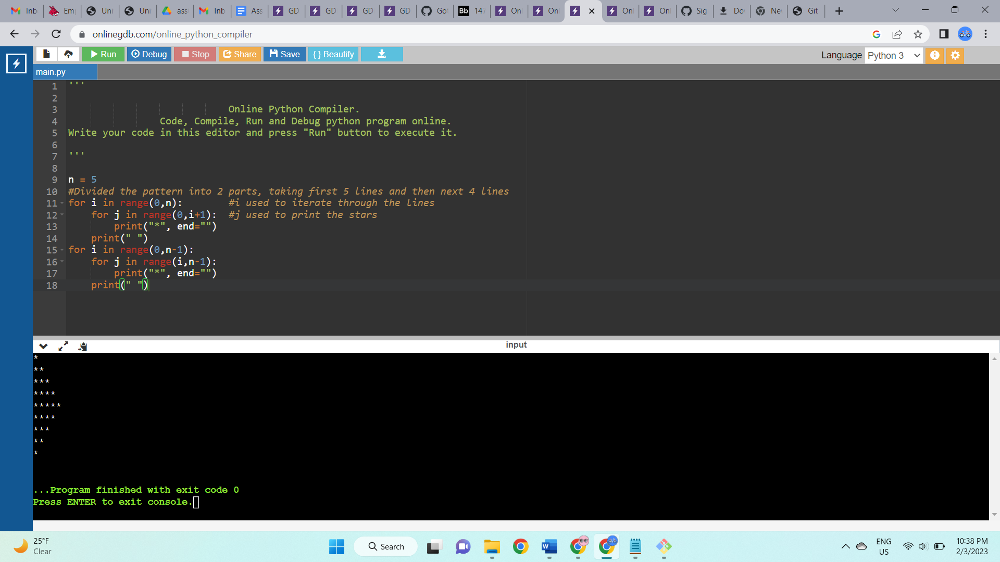 Inb Em Uni Uni ass Inb Ass GD GD GD GD Got 147 Onl Onl Onl Onl Sig Do Ne Git
onlinegdb.com/online_python_compiler
Run Debug Stop Share Save { } Beautify Language Python 3
main.py
1 '''
2
3 Online Python Compiler.
4 Code, Compile, Run and Debug python program online.
5 Write your code in this editor and press "Run" button to execute it.
6
7 '''
8
9 n = 5
10 #Divided the pattern into 2 parts, taking first 5 lines and then next 4 lines
11 for i in range(0,n): #i used to iterate through the lines
12 for j in range(0,i+1): #j used to print the stars
13 print("*", end="")
14 print(" ")
15 for i in range(0,n-1):
16 for j in range(i,n-1):
17 print("*", end="")
18 print(" ")
input
*
**
***
****
*****
****
***
**
*
...Program finished with exit code 0
Press ENTER to exit console.
25°F
Clear
Search
ENG
US
10:38 PM
2/3/2023